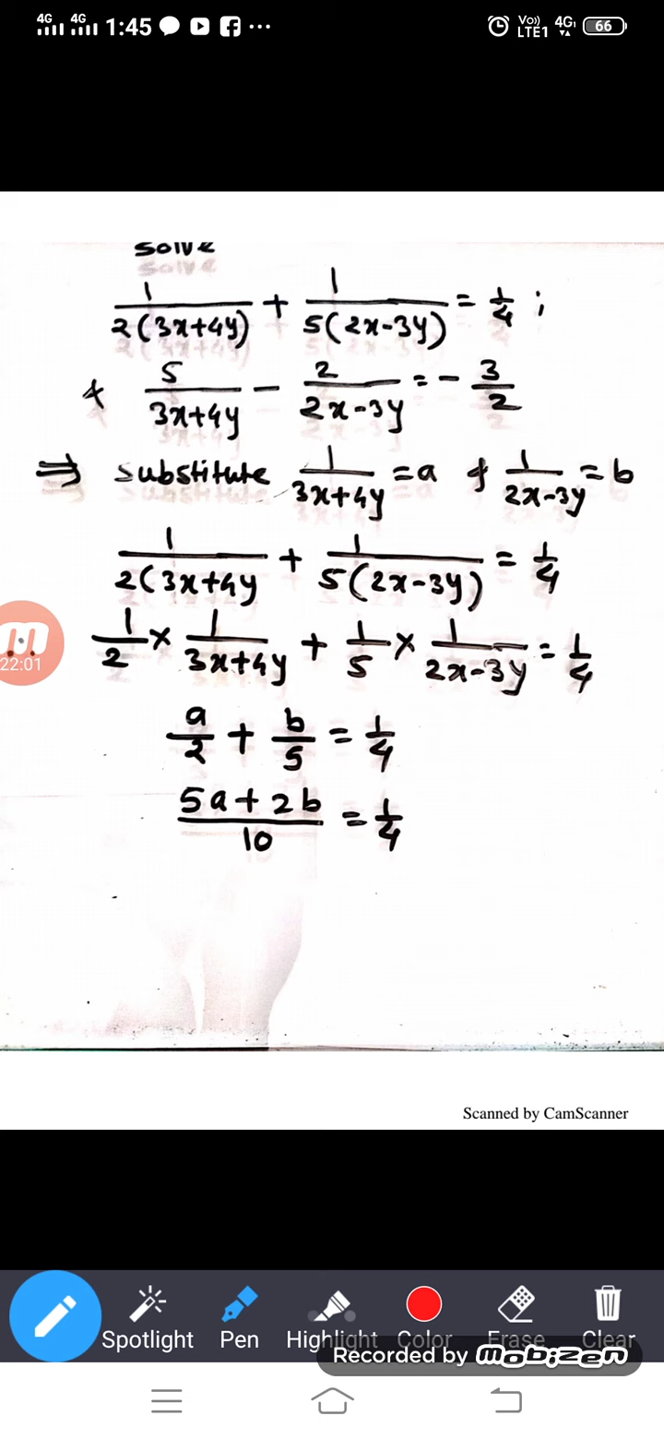 4G 4G 1:45 ... Vo)) LTE1 4G 66
solve
1/2(3x+4y) + 1/5(2x-3y) = 1/4 ;
& 5/3x+4y - 2/2x-3y = - 3/2
⇒ substitute 1/3x+4y = a & 1/2x-3y = b
1/2(3x+4y + 1/5(2x-3y) = 1/4
1/2 × 1/3x+4y + 1/5 × 1/2x-3y = 1/4
22:01
a/2 + b/5 = 1/4
5a+2b/10 = 1/4
Scanned by CamScanner
Spotlight Pen Highlight Color Erase Clear
Recorded by mobizen